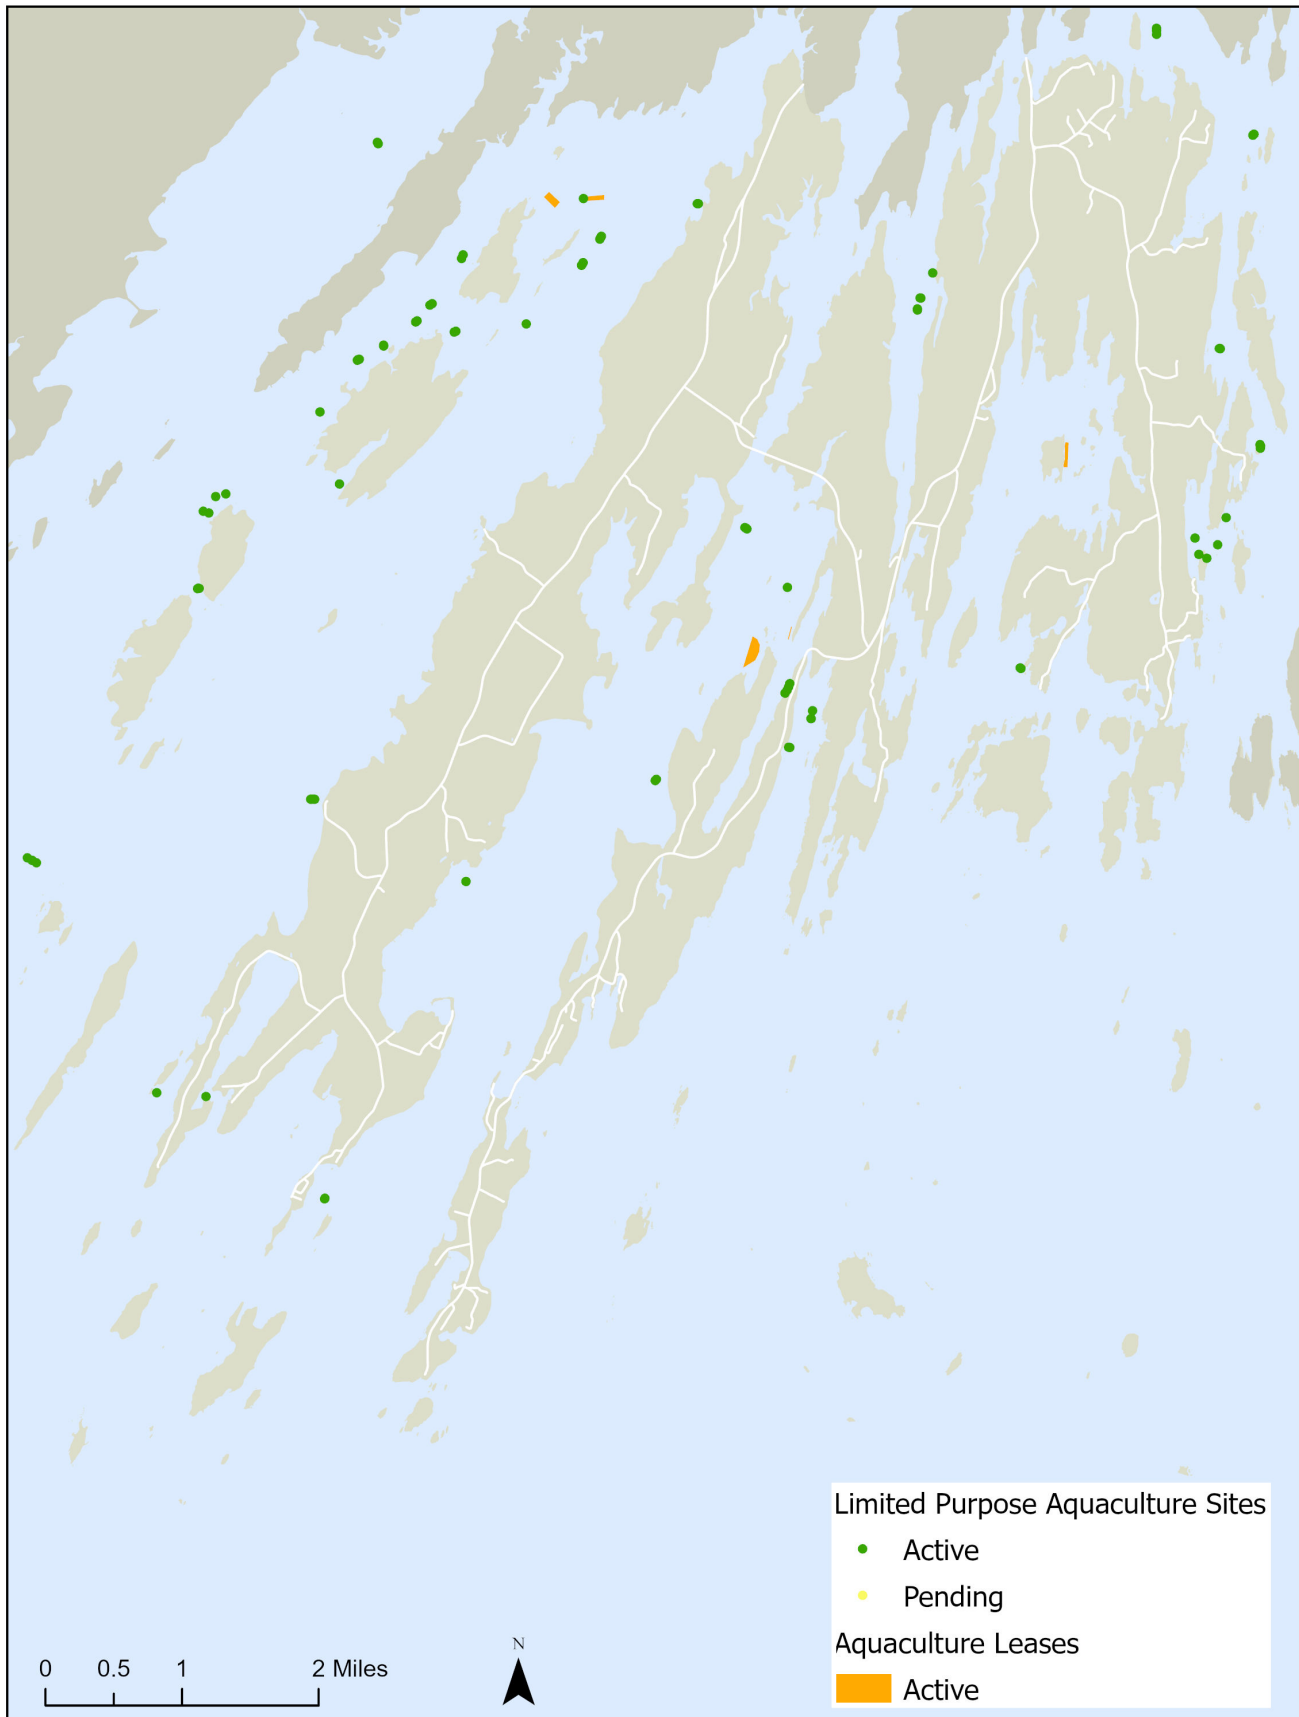 Limited Purpose Aquaculture Sites
Active
Pending
Aquaculture Leases
Active
N
0 0.5 1 2 Miles